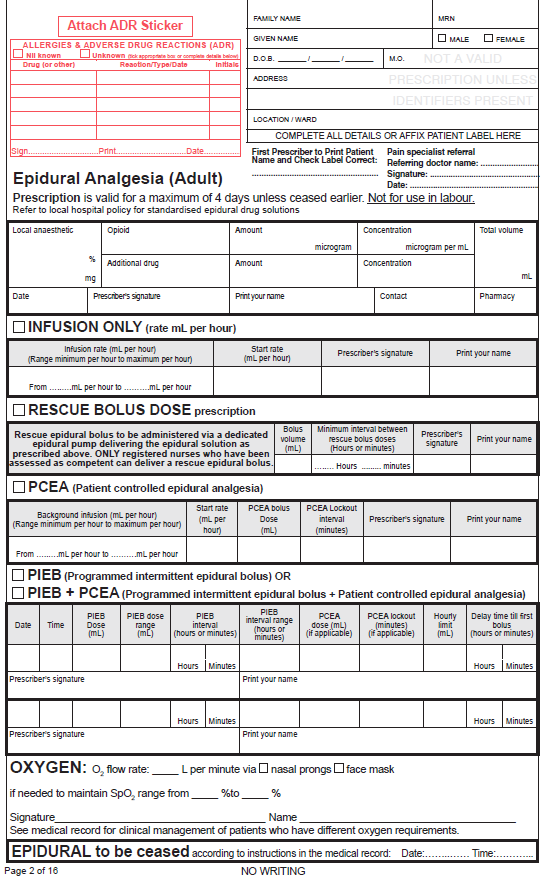 Attach ADR Sticker
ALLERGIES & ADVERSE DRUG REACTIONS (ADR)
Nil known Unknown (tick appropriate box or complete details below)
Drug (or other) Reaction/Type/Date Initials
Sign.......................... Print........................ Date...............
FAMILY NAME MRN
GIVEN NAME MALE FEMALE
D.O.B. _______ / _______ / _______ M.O.
NOT A VALID
ADDRESS
PRESCRIPTION UNLESS
IDENTIFIERS PRESENT
LOCATION / WARD
COMPLETE ALL DETAILS OR AFFIX PATIENT LABEL HERE
First Prescriber to Print Patient
Name and Check Label Correct:
................................................
Pain specialist referral
Referring doctor name: ......................
Signature: .........................................
Date: .................................................
Epidural Analgesia (Adult)
Prescription is valid for a maximum of 4 days unless ceased earlier. Not for use in labour.
Refer to local hospital policy for standardised epidural drug solutions
Local anaesthetic Opioid Amount Concentration Total volume
microgram microgram per mL
% Additional drug Amount Concentration
mg mL
Date Prescriber's signature Print your name Contact Pharmacy
INFUSION ONLY (rate mL per hour)
Infusion rate (mL per hour)
(Range minimum per hour to maximum per hour)
Start rate
(mL per hour)
Prescriber's signature
Print your name
From .........mL per hour to ..........mL per hour
RESCUE BOLUS DOSE prescription
Rescue epidural bolus to be administered via a dedicated
epidural pump delivering the epidural solution as
prescribed above. ONLY registered nurses who have been
assessed as competent can deliver a rescue epidural bolus.
Bolus
volume
(mL)
Minimum interval between
rescue bolus doses
(Hours or minutes)
Prescriber's
signature
Print your name
....... Hours ......... minutes
PCEA (Patient controlled epidural analgesia)
Background infusion (mL per hour)
(Range minimum per hour to maximum per hour)
Start rate
(mL per
hour)
PCEA bolus
Dose
(mL)
PCEA Lockout
interval
(minutes)
Prescriber's signature
Print your name
From .........mL per hour to ..........mL per hour
PIEB (Programmed intermittent epidural bolus) OR
PIEB + PCEA (Programmed intermittent epidural bolus + Patient controlled epidural analgesia)
Date
Time
PIEB
Dose
(mL)
PIEB dose
range
(mL)
PIEB
interval
(hours or minutes)
PIEB
interval range
(hours or
minutes)
PCEA
dose (mL)
(if applicable)
PCEA lockout
(minutes)
(if applicable)
Hourly
limit
(mL)
Delay time till first
bolus
(hours or minutes)
Hours Minutes Hours Minutes
Prescriber's signature Print your name
Hours Minutes Hours Minutes
Prescriber's signature Print your name
OXYGEN: O₂ flow rate: _____ L per minute via nasal prongs face mask
if needed to maintain SpO₂ range from _____ %to _____ %
Signature___________________________________ Name ____________________________________
See medical record for clinical management of patients who have different oxygen requirements.
EPIDURAL to be ceased according to instructions in the medical record: Date:............... Time:............
Page 2 of 16 NO WRITING